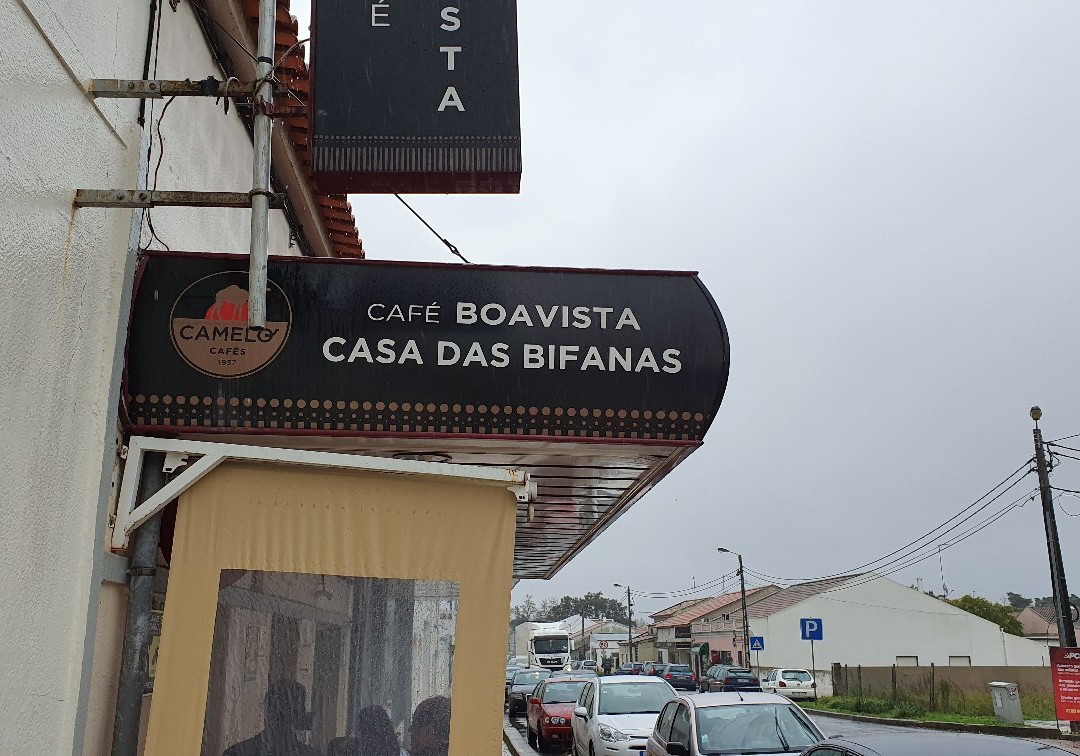 É
STA
CAFÉ BOAVISTA
CASA DAS BIFANAS
CAMELO
CAFÉS
1937
P